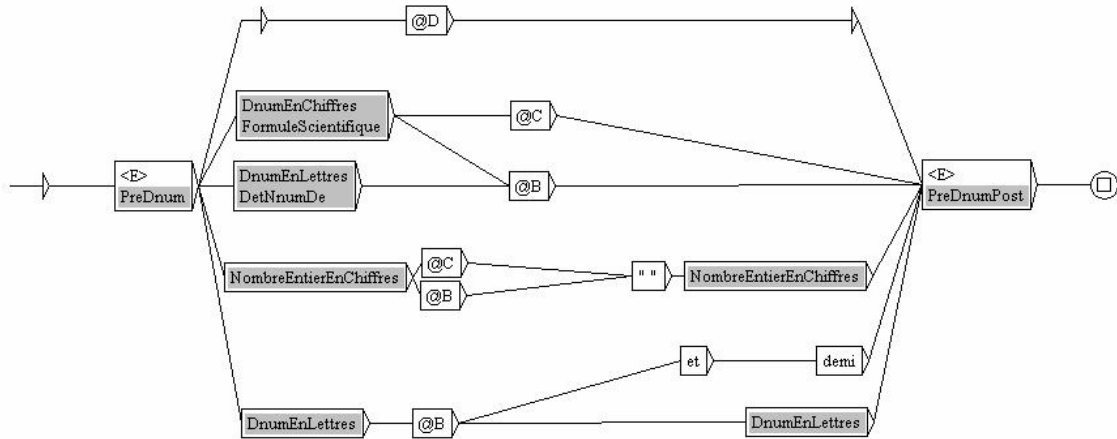 @D
DnumEnChiffres
FormuleScientifique
@C
<E>
PreDnum
DnumEnLettres
DetNnumDe
@B
<E>
PreDnumPost
NombreEntierEnChiffres
@C
@B
" "
NombreEntierEnChiffres
et
demi
DnumEnLettres
@B
DnumEnLettres